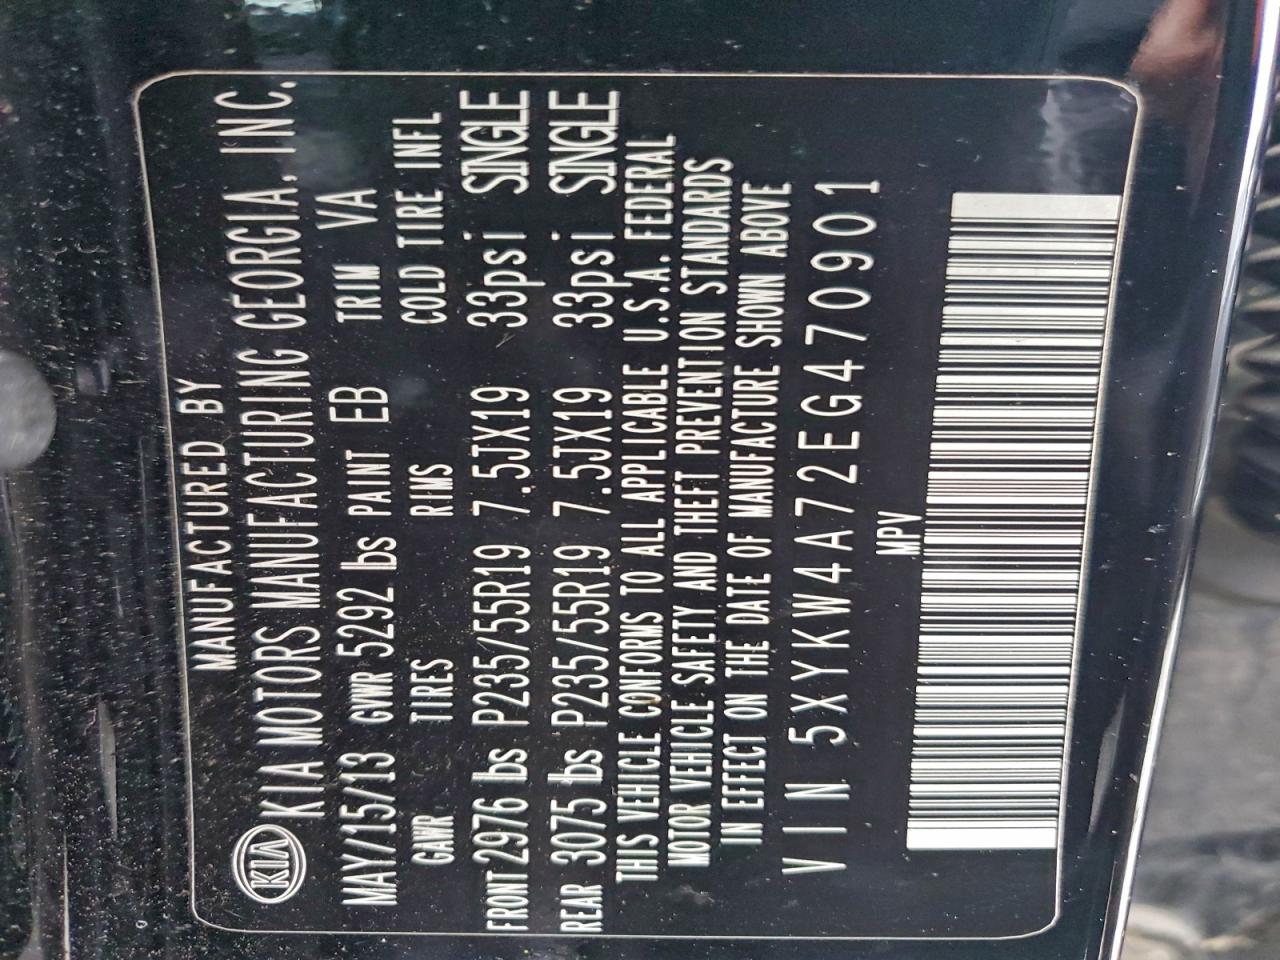 MANUFACTURED BY
KIA KIA MOTORS MANUFACTURING GEORGIA, INC.
MAY/15/13 GVWR 5292 lbs PAINT EB TRIM VA
GAWR TIRES RIMS COLD TIRE INFL
FRONT 2976 lbs P235/55R19 7.5JX19 33psi SINGLE
REAR 3075 lbs P235/55R19 7.5JX19 33psi SINGLE
THIS VEHICLE CONFORMS TO ALL APPLICABLE U.S.A. FEDERAL
MOTOR VEHICLE SAFETY AND THEFT PREVENTION STANDARDS
IN EFFECT ON THE DATE OF MANUFACTURE SHOWN ABOVE
VIN 5XYKW4A72EG470901
MPV